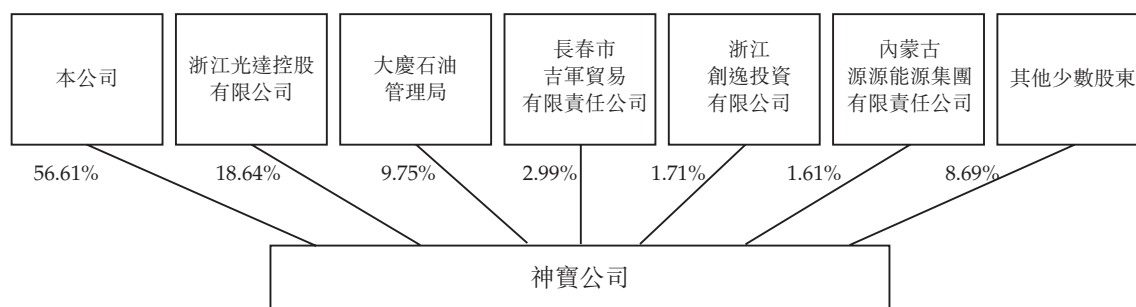 本公司
浙江光達控股
有限公司
大慶石油
管理局
長春市
吉軍貿易
有限責任公司
浙江
創逸投資
有限公司
內蒙古
源源能源集團
有限責任公司
其他少數股東
56.61%
18.64%
9.75%
2.99%
1.71%
1.61%
8.69%
神寶公司